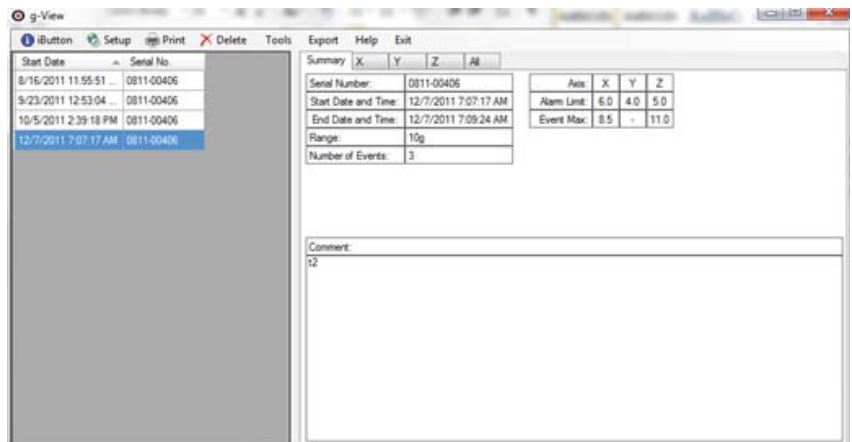 g-View
iButton Setup Print Delete Tools Export Help Exit
Start Date Serial No.
8/16/2011 11:55:51 ... 0811-00406
9/23/2011 12:53:04 ... 0811-00406
10/5/2011 2:39:18 PM 0811-00406
12/7/2011 7:07:17 AM 0811-00406
Summary X Y Z All
Serial Number: 0811-00406
Start Date and Time: 12/7/2011 7:07:17 AM
End Date and Time: 12/7/2011 7:09:24 AM
Range: 10g
Number of Events: 3
Axis: X Y Z
Alarm Limit: 6.0 4.0 5.0
Event Max: 8.5 - 11.0
Comment:
t2